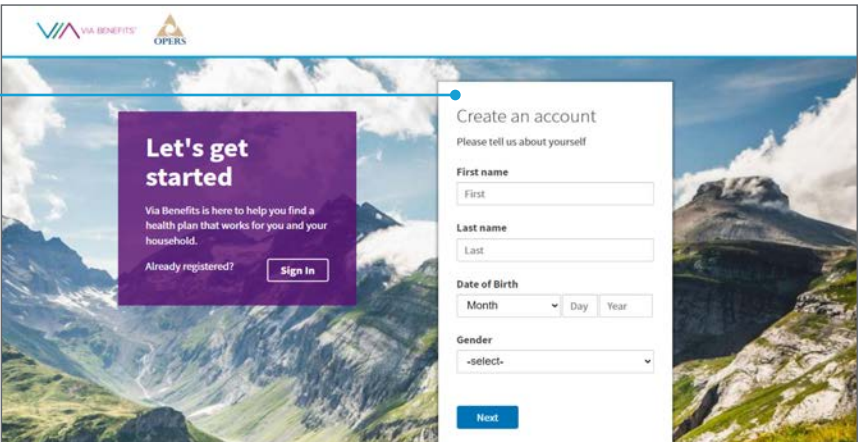 VIA BENEFITS
OPERS
Let's get
started
Via Benefits is here to help you find a
health plan that works for you and your
household.
Already registered?
Sign In
Create an account
Please tell us about yourself
First name
First
Last name
Last
Date of Birth
Month Day Year
Gender
-select-
Next